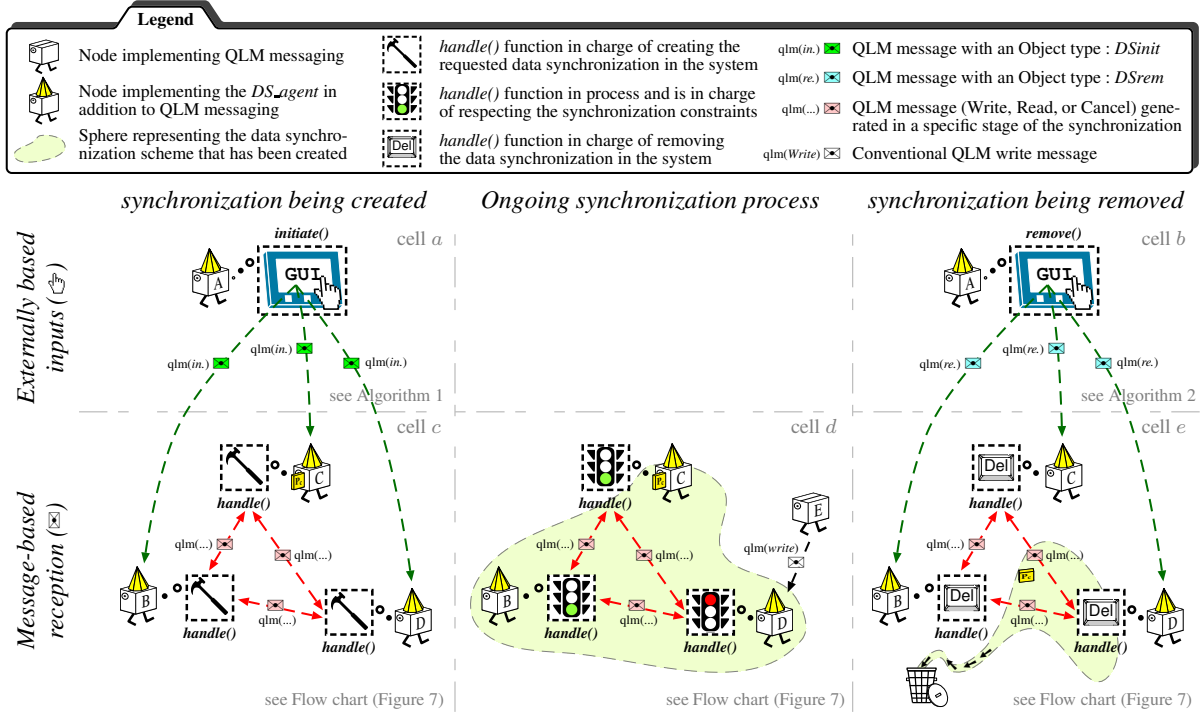 Legend
Node implementing QLM messaging
Node implementing the DS_agent in
addition to QLM messaging
Sphere representing the data synchro-
nization scheme that has been created
handle() function in charge of creating the
requested data synchronization in the system
handle() function in process and is in charge
of respecting the synchronization constraints
Del
handle() function in charge of removing
the data synchronization in the system
qlm(in.) QLM message with an Object type : DSinit
qlm(re.) QLM message with an Object type : DSrem
qlm(...) QLM message (Write, Read, or Cancel) gene-
rated in a specific stage of the synchronization
qlm(Write) Conventional QLM write message
synchronization being created
Ongoing synchronization process
synchronization being removed
Externally based
inputs ( )
initiate()
cell a
A
GUI
qlm(in.)
qlm(in.)
qlm(in.)
see Algorithm 1
remove()
cell b
A
GUI
qlm(re.)
qlm(re.)
qlm(re.)
see Algorithm 2
Message-based
reception ( )
cell c
Pc
C
handle()
qlm(...)
qlm(...)
B
handle()
qlm(...)
handle()
D
see Flow chart (Figure 7)
cell d
Pc
C
handle()
E
qlm(write)
qlm(...)
qlm(...)
B
handle()
qlm(...)
handle()
D
see Flow chart (Figure 7)
cell e
Del
C
handle()
qlm(...)
qlm(...)
Pc
B
Del
handle()
qlm(...)
Del
handle()
D
see Flow chart (Figure 7)